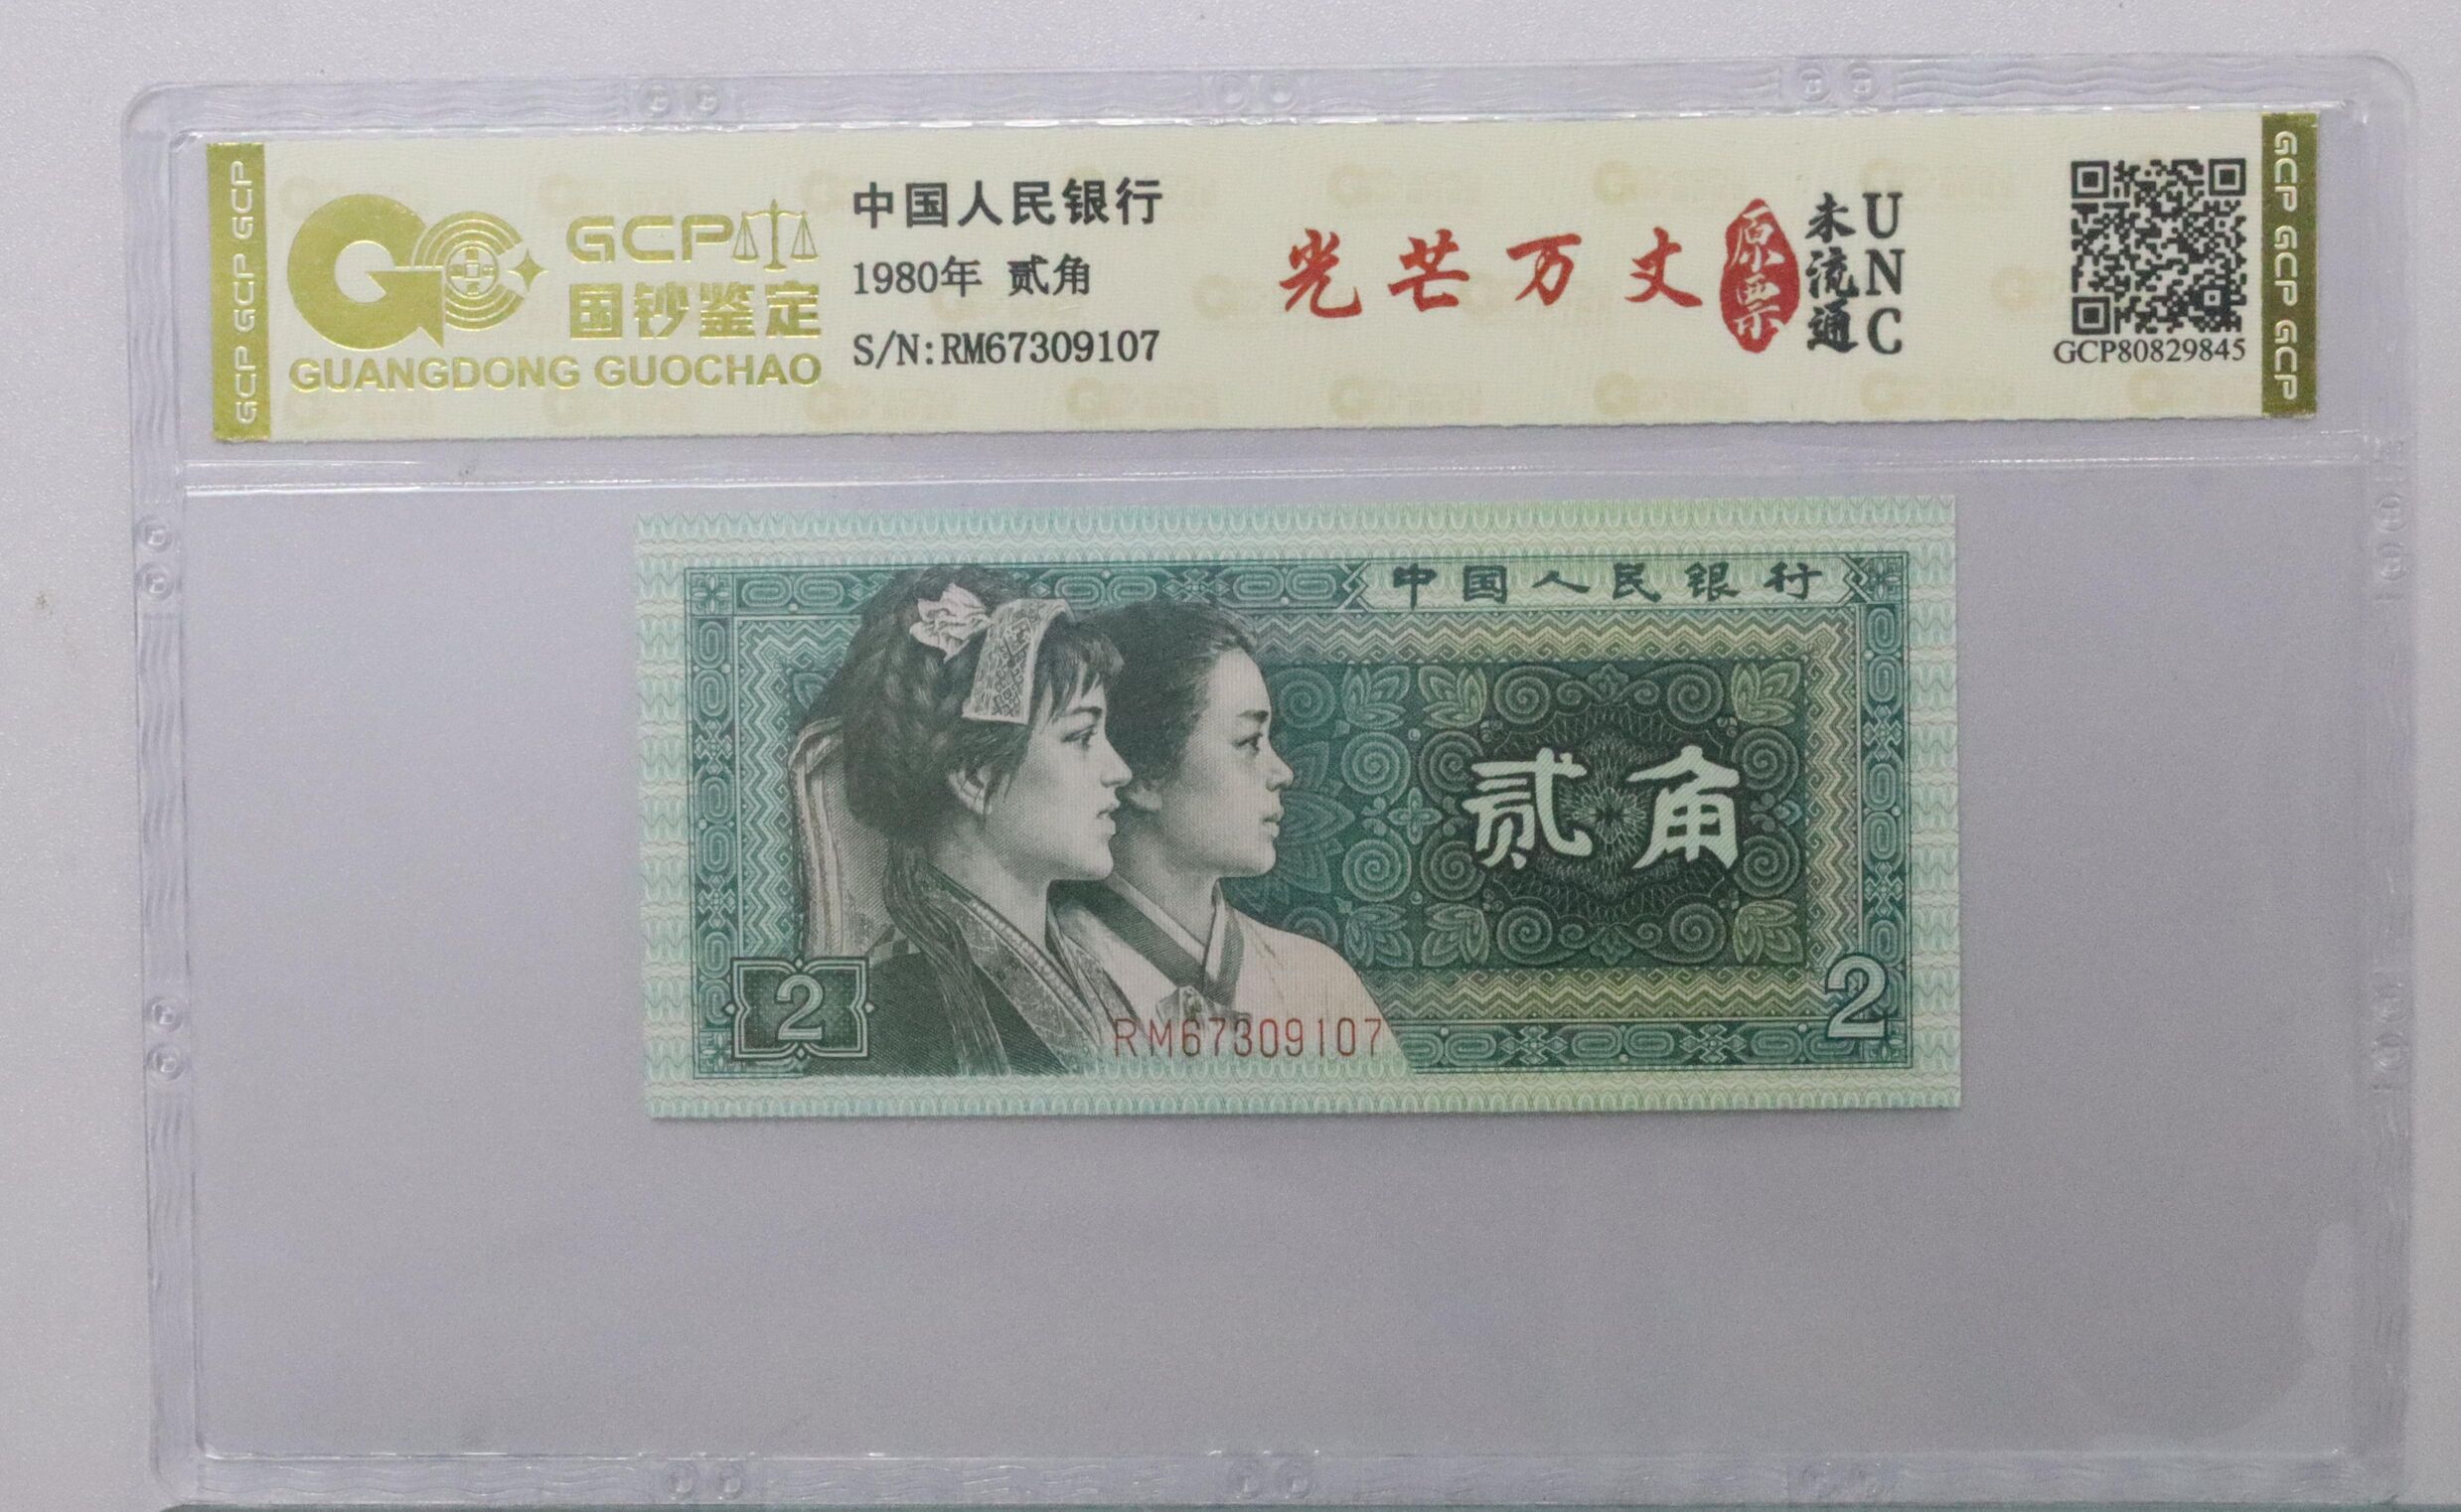 GCP GCP GCP
GCP
国钞鉴定
GUANGDONG GUOCHAO
中国人民银行
1980年 贰角
S/N:RM67309107
光芒万丈
原票
未流通
UNC
GCP80829845
GCP GCP GCP
中国人民银行
贰角
2
2
RM67309107